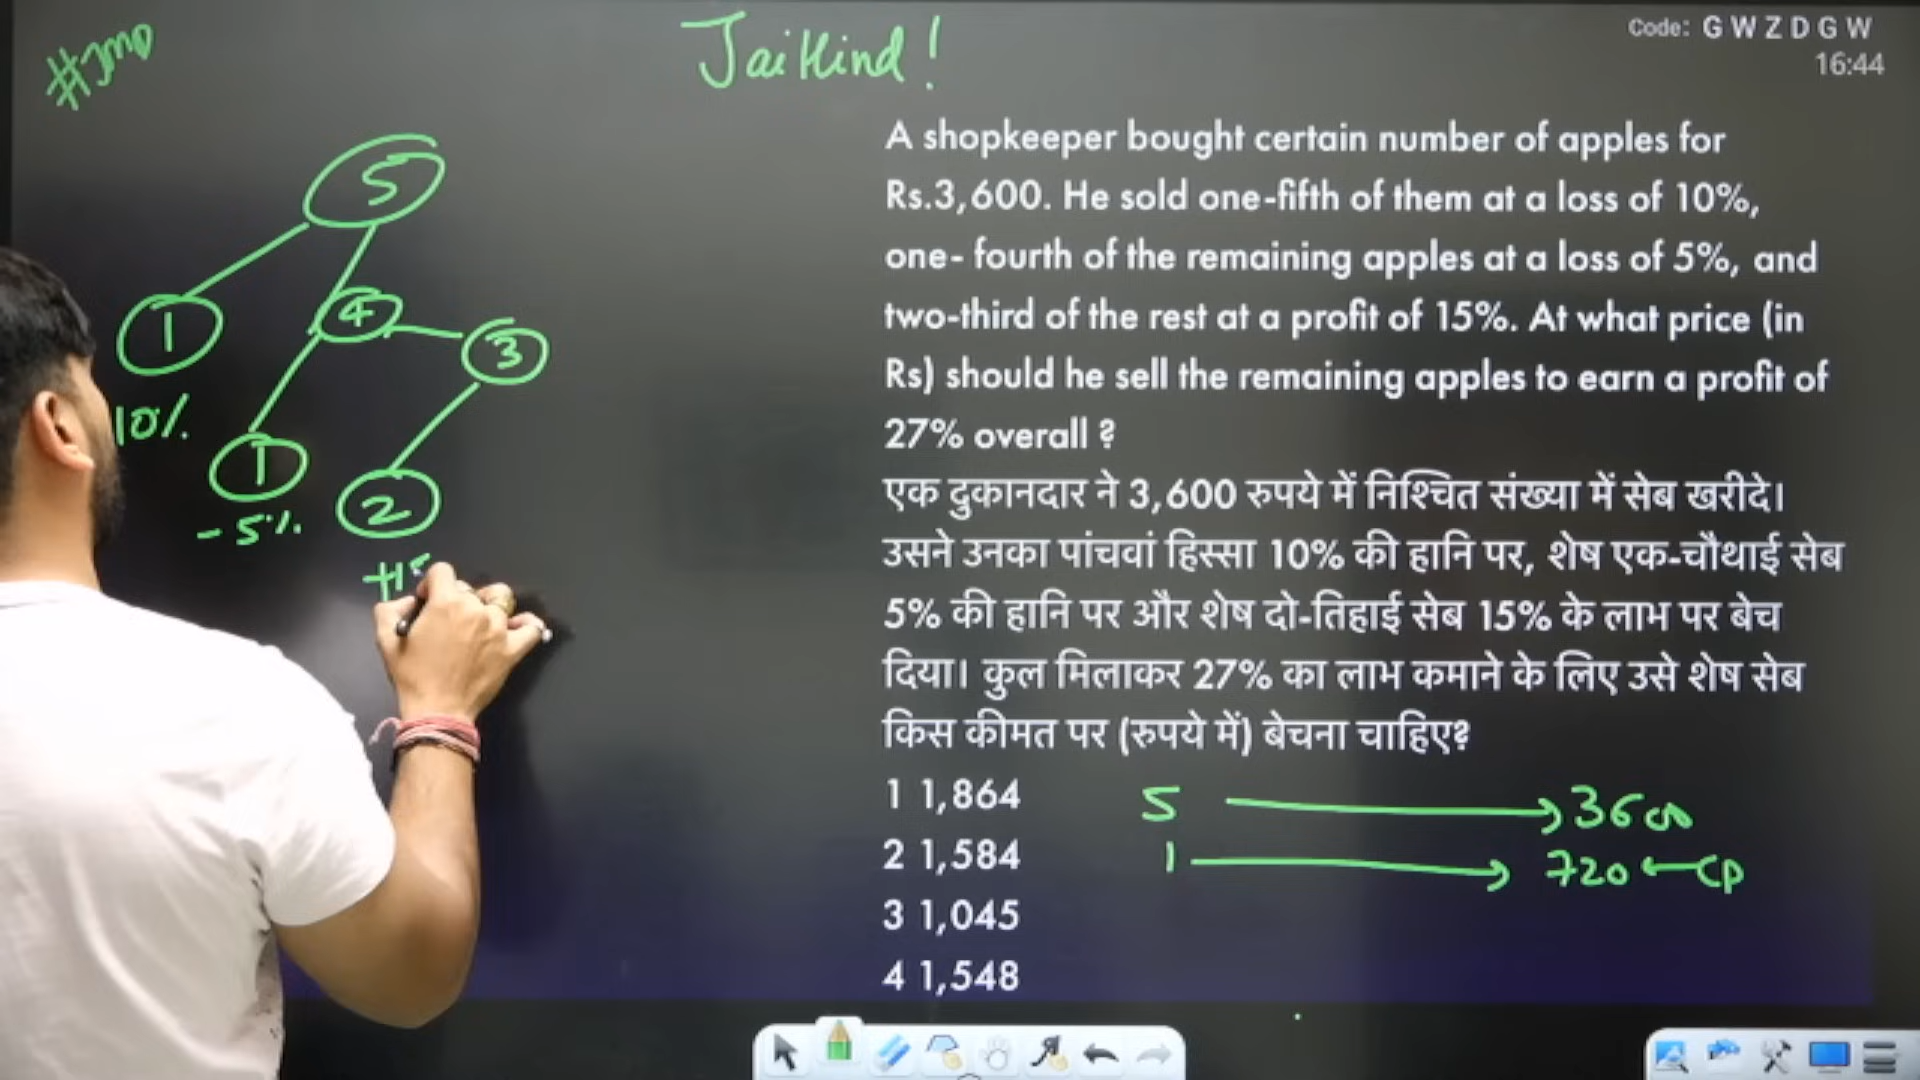 #JMD
Jai Hind!
Code: GWZDGW
16:44
A shopkeeper bought certain number of apples for
Rs.3,600. He sold one-fifth of them at a loss of 10%,
one- fourth of the remaining apples at a loss of 5%, and
two-third of the rest at a profit of 15%. At what price (in
Rs) should he sell the remaining apples to earn a profit of
27% overall ?
एक दुकानदार ने 3,600 रुपये में निश्चित संख्या में सेब खरीदे।
उसने उनका पांचवां हिस्सा 10% की हानि पर, शेष एक-चौथाई सेब
5% की हानि पर और शेष दो-तिहाई सेब 15% के लाभ पर बेच
दिया। कुल मिलाकर 27% का लाभ कमाने के लिए उसे शेष सेब
किस कीमत पर (रुपये में) बेचना चाहिए?
1 1,864
2 1,584
3 1,045
4 1,548
5
1
4
3
10%
1
-5%
2
+15
5 → 3600
1 → 720 ← CP